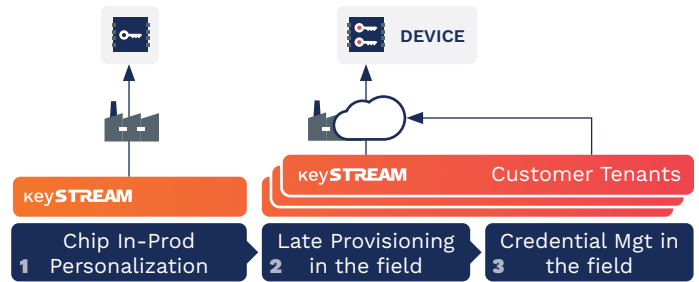 DEVICE
KeySTREAM
KeySTREAM Customer Tenants
1 Chip In-Prod
Personalization
2 Late Provisioning
in the field
3 Credential Mgt in
the field